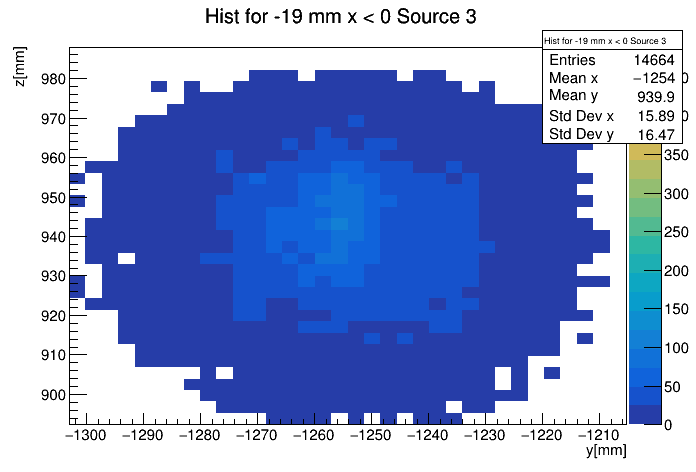 Hist for -19 mm x < 0 Source 3
Hist for -19 mm x < 0 Source 3
Entries 14664
Mean x −1254
Mean y 939.9
Std Dev x 15.89
Std Dev y 16.47
z[mm]
980
970
960
950
940
930
920
910
900
0
0
350
300
250
200
150
100
50
0
−1300 −1290 −1280 −1270 −1260 −1250 −1240 −1230 −1220 −1210
y[mm]